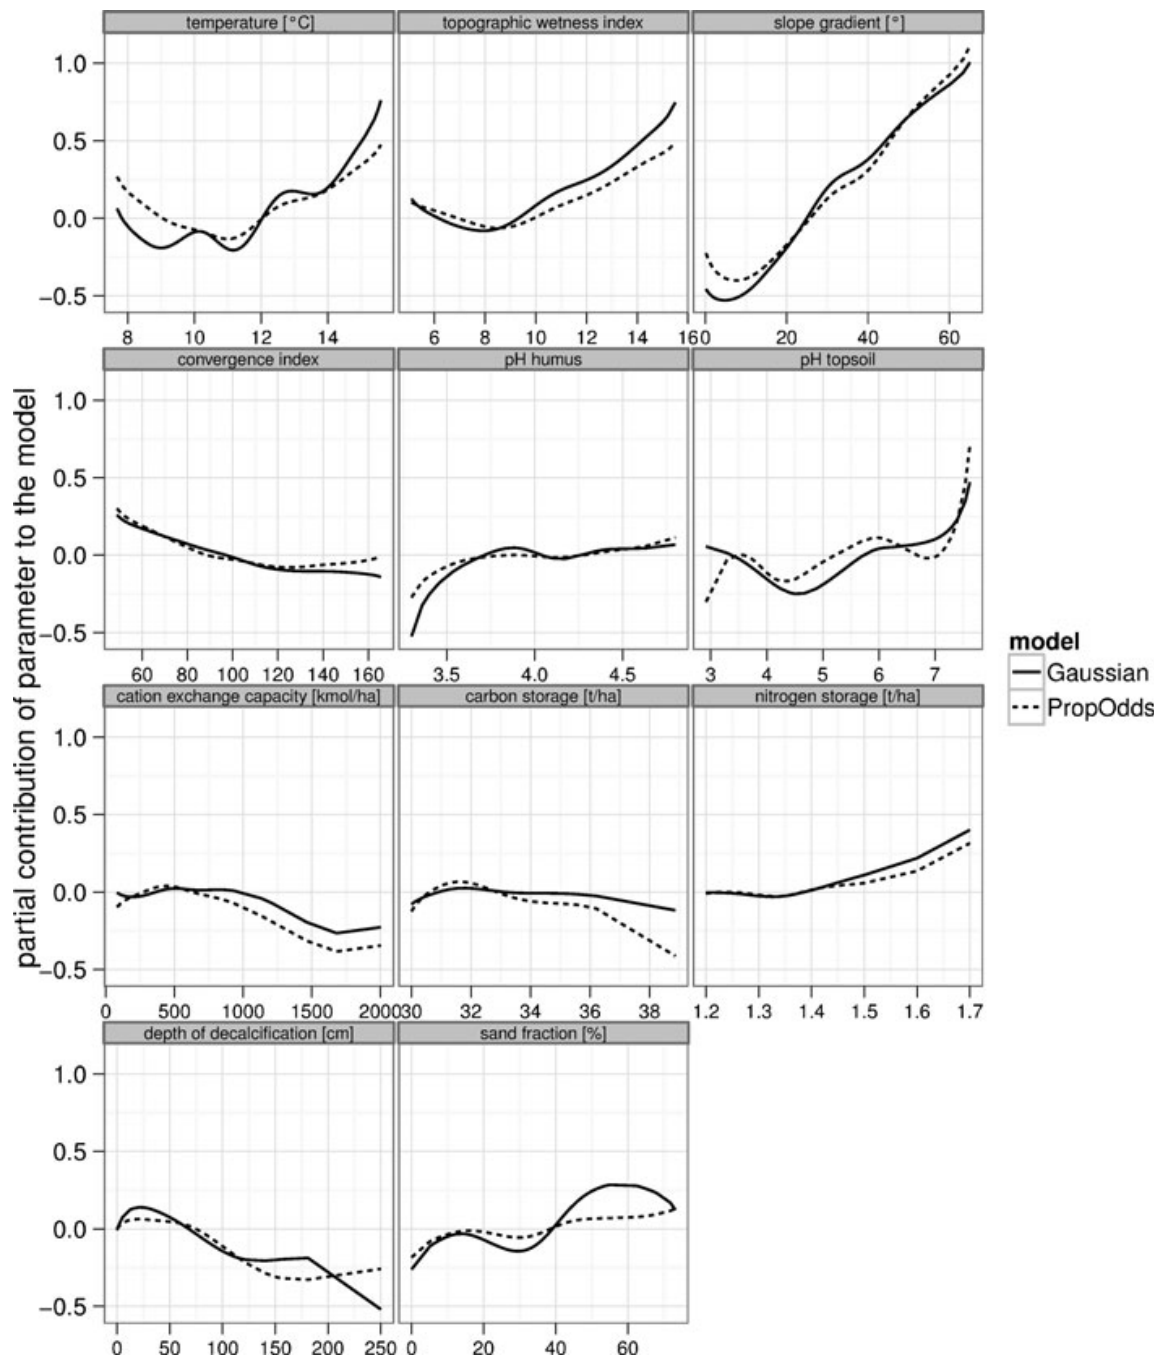 temperature [°C] topographic wetness index slope gradient [°]
1.0
0.5
0.0
−0.5
8 10 12 14 6 8 10 12 14 16 0 20 40 60
convergence index pH humus pH topsoil
1.0
0.5
0.0
−0.5
60 80 100 120 140 160 3.5 4.0 4.5 3 4 5 6 7
cation exchange capacity [kmol/ha] carbon storage [t/ha] nitrogen storage [t/ha]
1.0
0.5
0.0
−0.5
0 500 1000 1500 2000 30 32 34 36 38 1.2 1.3 1.4 1.5 1.6 1.7
depth of decalcification [cm] sand fraction [%]
1.0
0.5
0.0
−0.5
0 50 100 150 200 250 0 20 40 60
partial contribution of parameter to the model
model
Gaussian
PropOdds